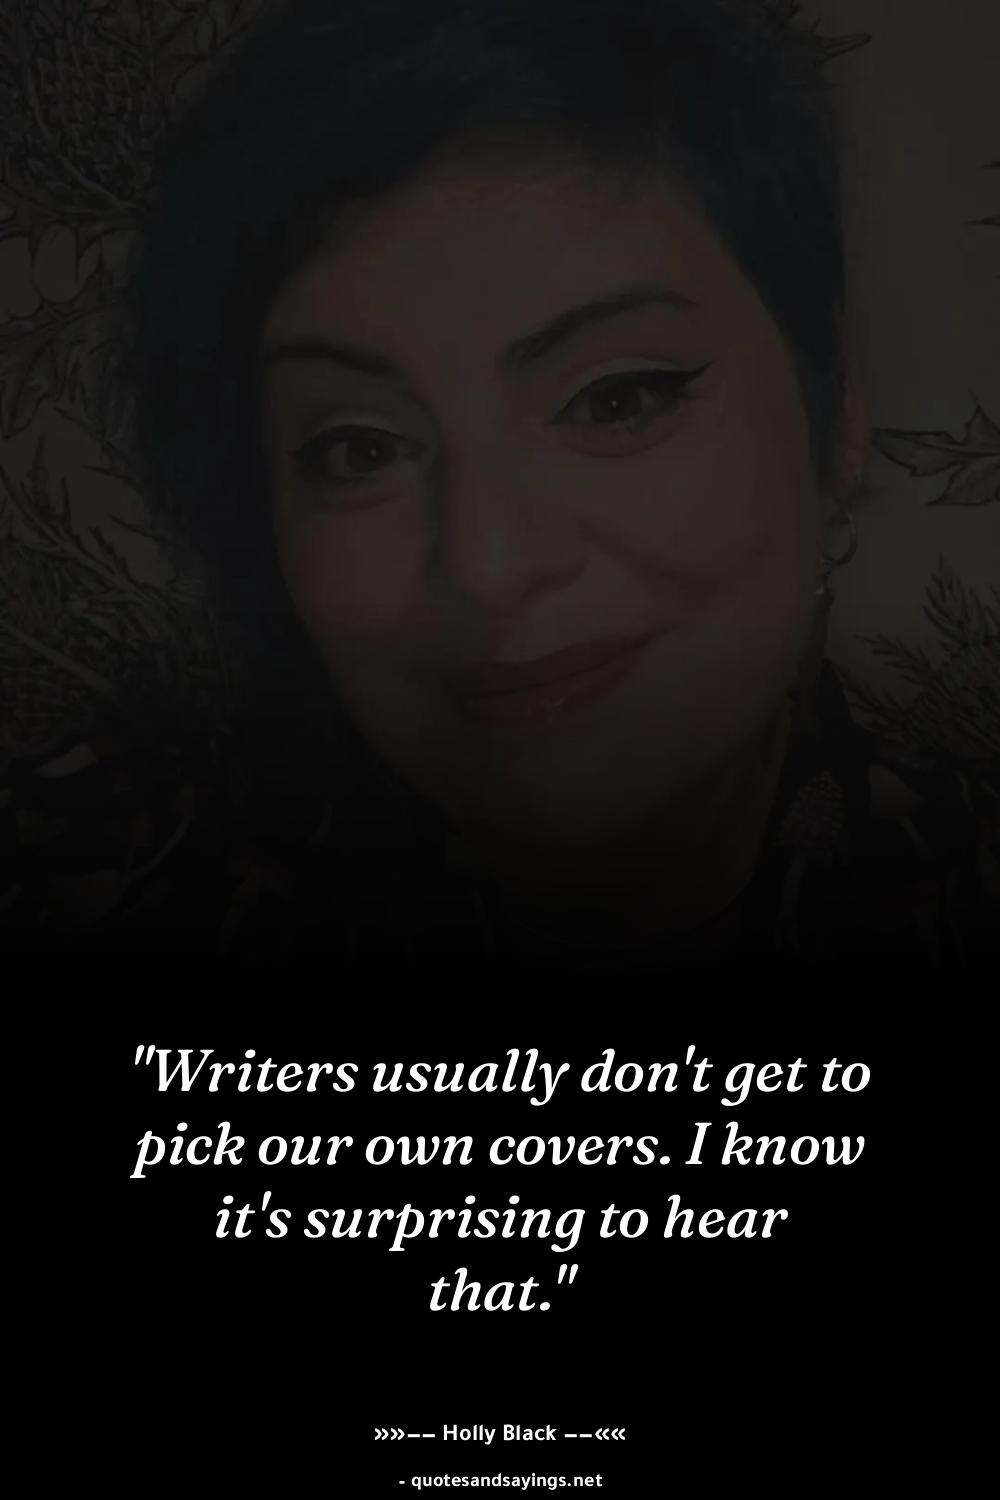 "Writers usually don't get to
pick our own covers. I know
it's surprising to hear
that."
»»–– Holly Black ––««
- quotesandsayings.net